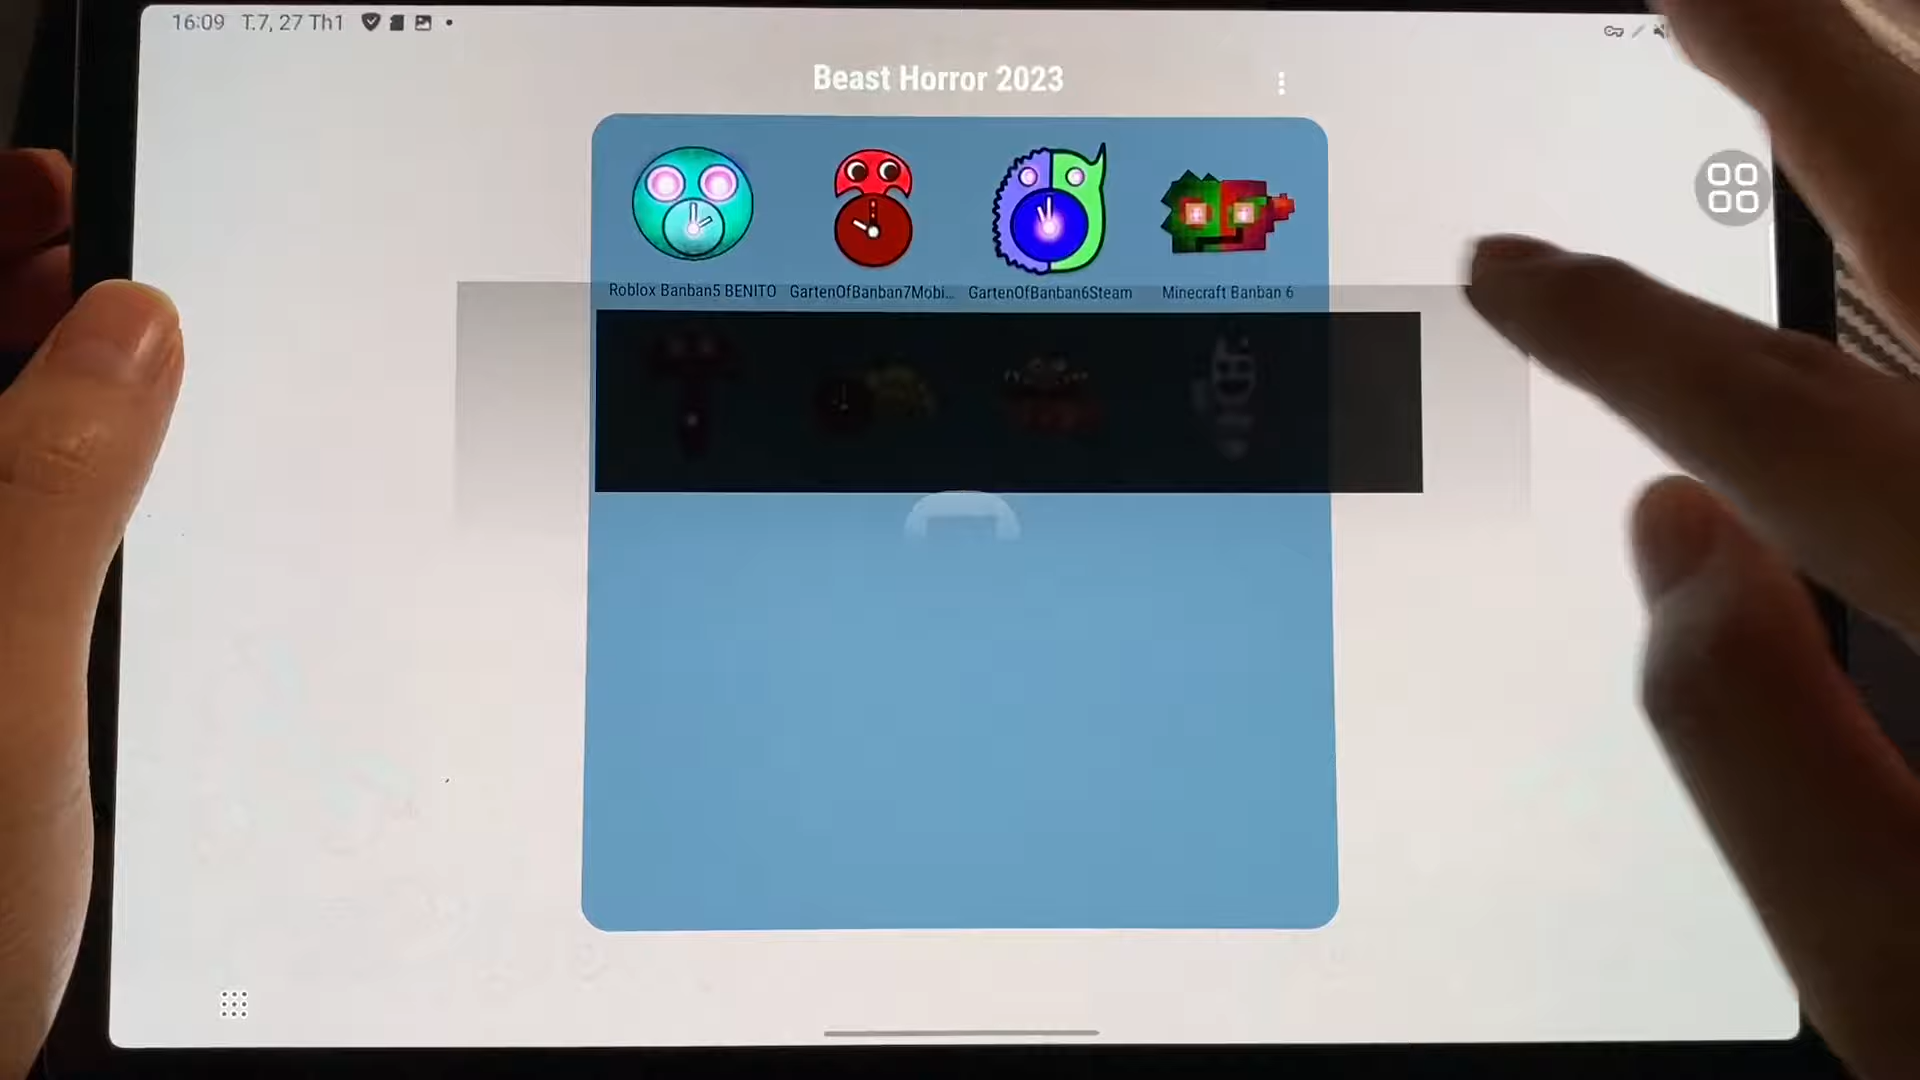 16:09 T.7, 27 Th1
Beast Horror 2023
Roblox Banban5 BENITO
GartenOfBanban7Mobi...
GartenOfBanban6Steam
Minecraft Banban 6